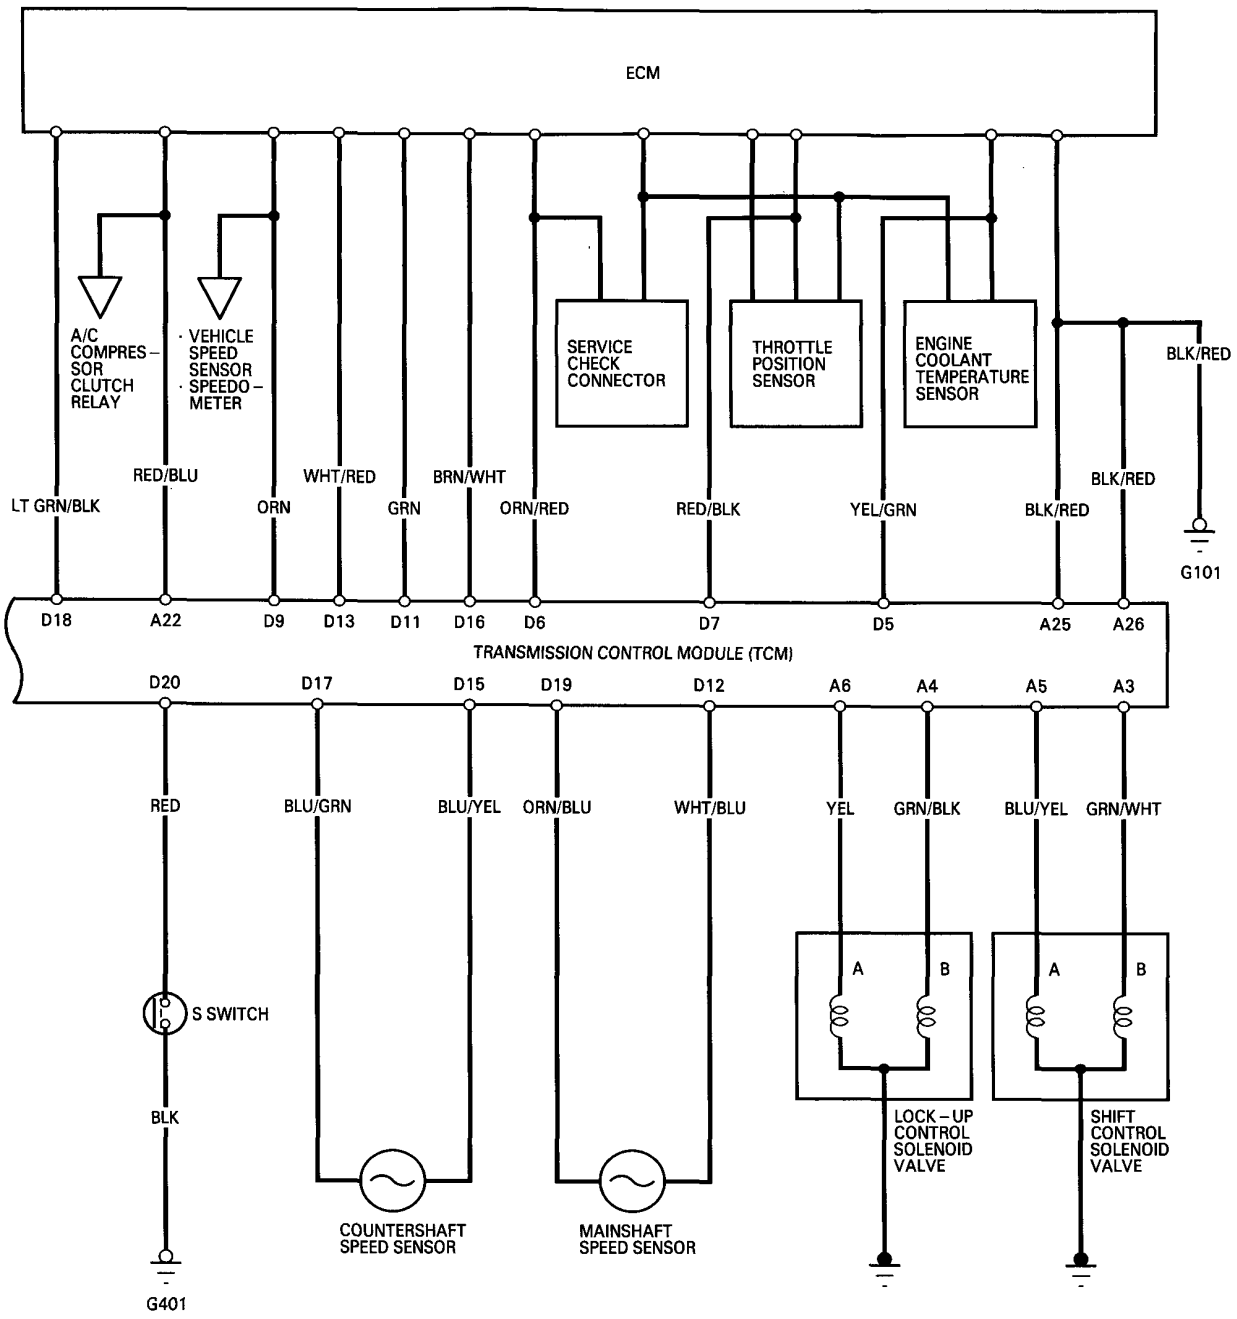 ECM
A/C
COMPRES–
SOR
CLUTCH
RELAY
· VEHICLE
SPEED
SENSOR
· SPEEDO–
METER
SERVICE
CHECK
CONNECTOR
THROTTLE
POSITION
SENSOR
ENGINE
COOLANT
TEMPERATURE
SENSOR
BLK/RED
LT GRN/BLK
RED/BLU
ORN
WHT/RED
GRN
BRN/WHT
ORN/RED
RED/BLK
YEL/GRN
BLK/RED
BLK/RED
G101
D18 A22 D9 D13 D11 D16 D6 D7 D5 A25 A26
TRANSMISSION CONTROL MODULE (TCM)
D20 D17 D15 D19 D12 A6 A4 A5 A3
RED BLU/GRN BLU/YEL ORN/BLU WHT/BLU YEL GRN/BLK BLU/YEL GRN/WHT
A B A B
S SWITCH
BLK
LOCK–UP
CONTROL
SOLENOID
VALVE
SHIFT
CONTROL
SOLENOID
VALVE
COUNTERSHAFT
SPEED SENSOR
MAINSHAFT
SPEED SENSOR
G401